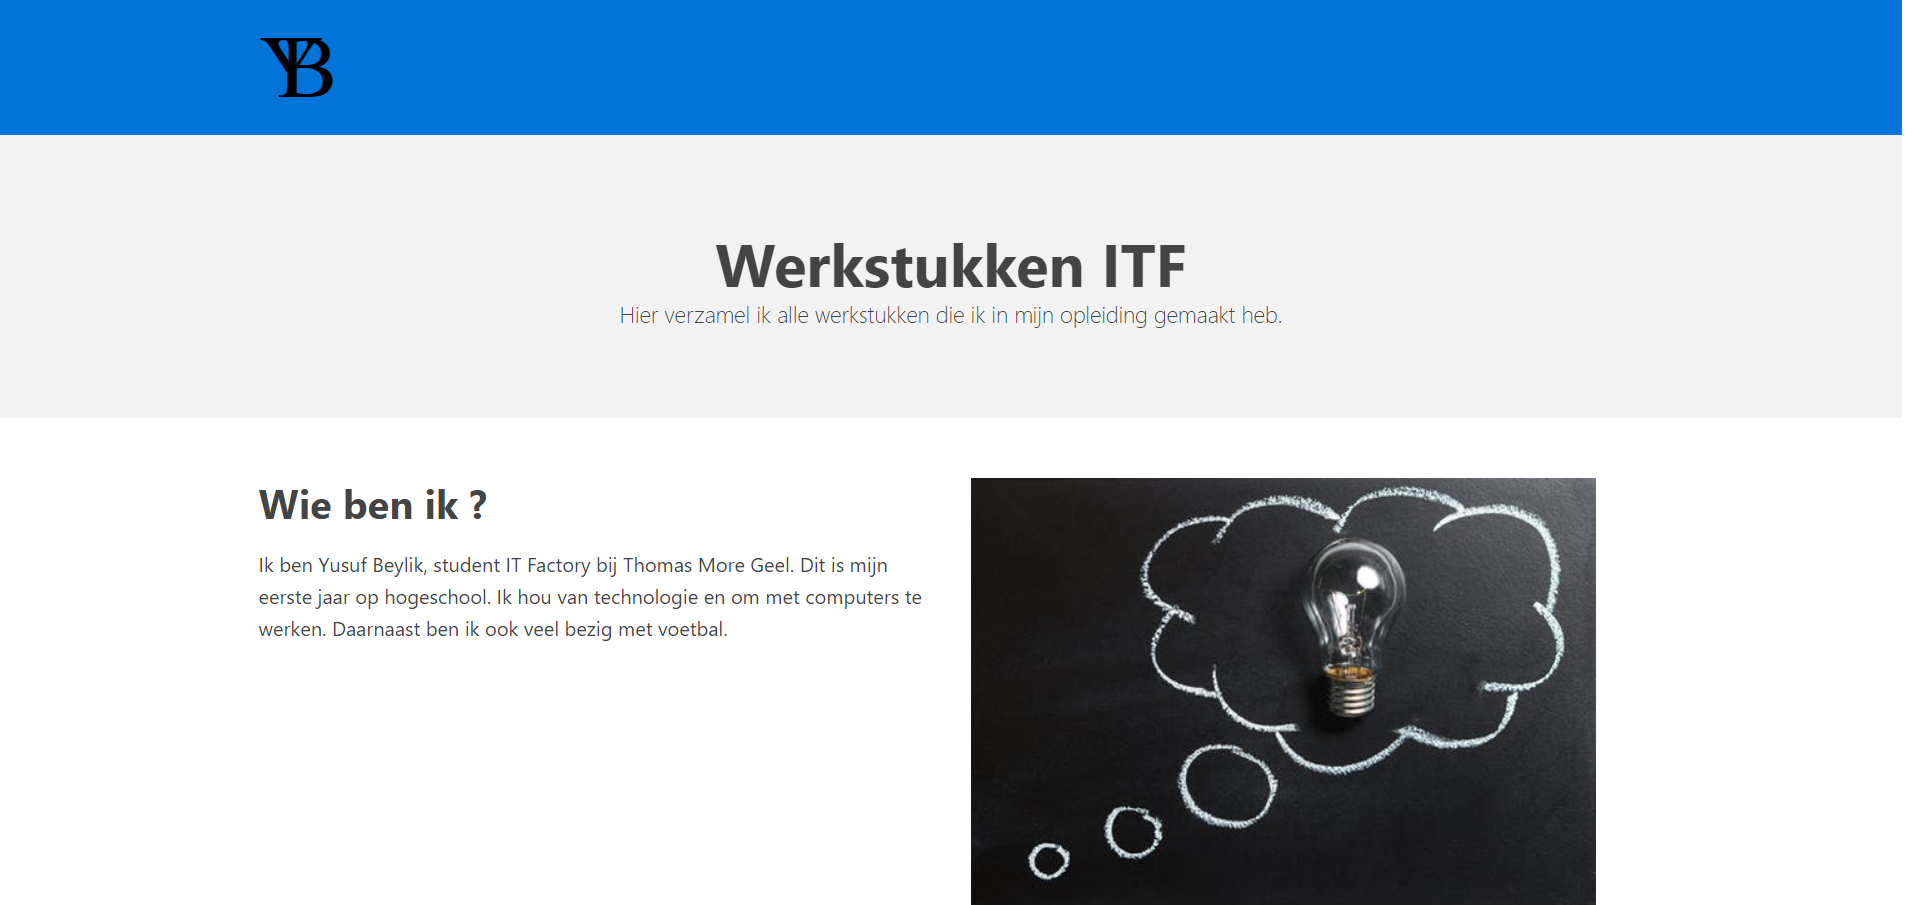 YB
Werkstukken ITF
Hier verzamel ik alle werkstukken die ik in mijn opleiding gemaakt heb.
Wie ben ik ?
Ik ben Yusuf Beylik, student IT Factory bij Thomas More Geel. Dit is mijn
eerste jaar op hogeschool. Ik hou van technologie en om met computers te
werken. Daarnaast ben ik ook veel bezig met voetbal.